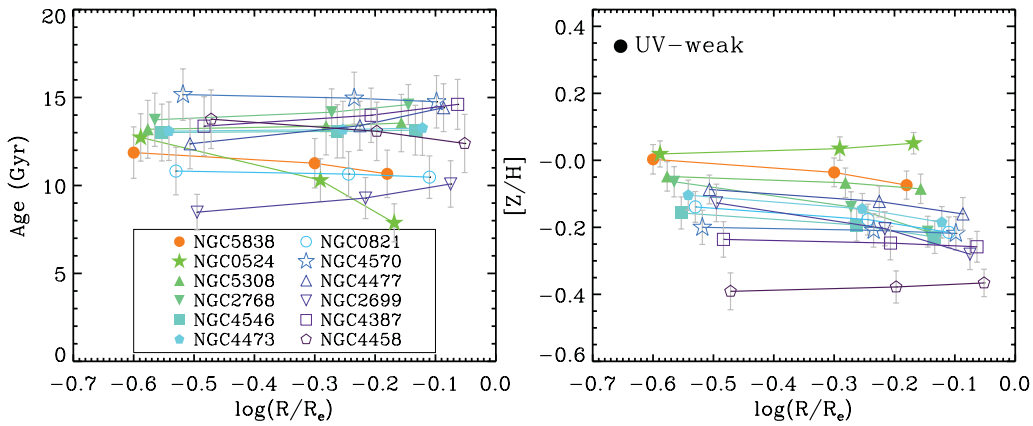 20
15
10
5
0
Age (Gyr)
NGC5838 NGC0821
NGC0524 NGC4570
NGC5308 NGC4477
NGC2768 NGC2699
NGC4546 NGC4387
NGC4473 NGC4458
−0.7 −0.6 −0.5 −0.4 −0.3 −0.2 −0.1 0.0
log(R/Re)
UV−weak
0.4
0.2
−0.0
−0.2
−0.4
−0.6
[Z/H]
−0.7 −0.6 −0.5 −0.4 −0.3 −0.2 −0.1 0.0
log(R/Re)